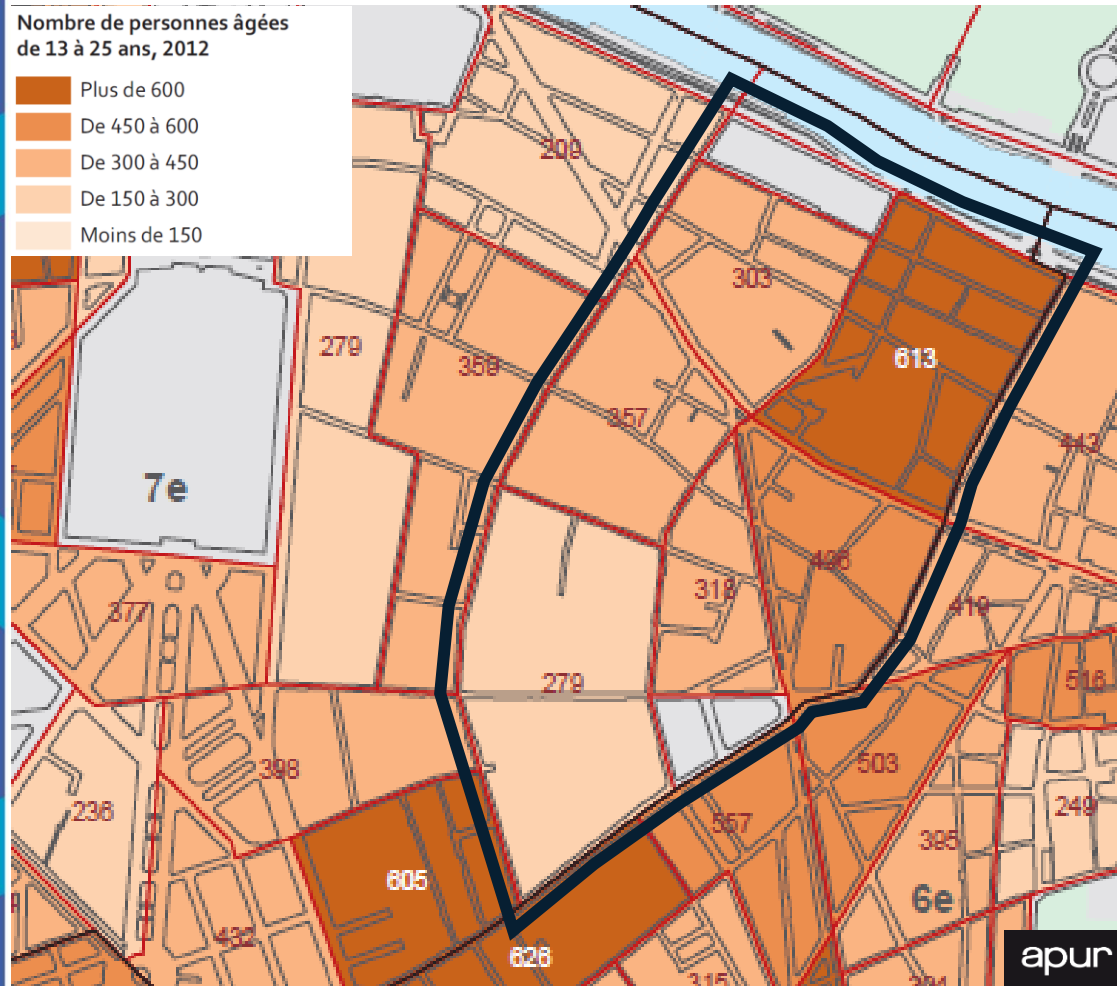 Nombre de personnes âgées
de 13 à 25 ans, 2012
Plus de 600
De 450 à 600
De 300 à 450
De 150 à 300
Moins de 150
303
279
359
613
357
443
7e
318
377
419
279
516
398
503
236
557
249
395
605
6e
432
626
apur
315